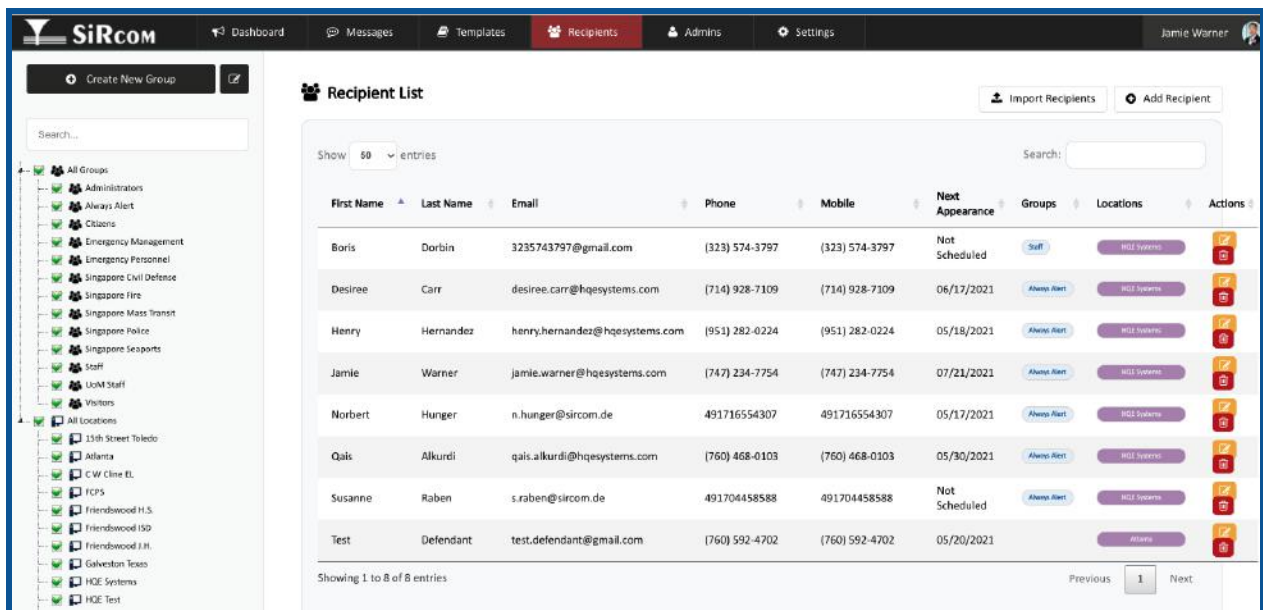 SiRCOM Dashboard Messages Templates Recipients Admins Settings Jamie Warner
Create New Group
Search...
All Groups
Administrators
Always Alert
Citizens
Emergency Management
Emergency Personnel
Singapore Civil Defense
Singapore Fire
Singapore Mass Transit
Singapore Police
Singapore Seaports
Staff
UoM Staff
Visitors
All Locations
15th Street Toledo
Atlanta
C W Cline EL
FCPS
Friendswood H.S.
Friendswood ISD
Friendswood J.H.
Galveston Texas
HQE Systems
HQE Test
Recipient List
Import Recipients Add Recipient
Show 50 entries Search:
First Name Last Name Email Phone Mobile Next Appearance Groups Locations Actions
Boris Dorbin 3235743797@gmail.com (323) 574-3797 (323) 574-3797 Not Scheduled Staff HQE Systems
Desiree Carr desiree.carr@hqesystems.com (714) 928-7109 (714) 928-7109 06/17/2021 Always Alert HQE Systems
Henry Hernandez henry.hernandez@hqesystems.com (951) 282-0224 (951) 282-0224 05/18/2021 Always Alert HQE Systems
Jamie Warner jamie.warner@hqesystems.com (747) 234-7754 (747) 234-7754 07/21/2021 Always Alert HQE Systems
Norbert Hunger n.hunger@sircom.de 491716554307 491716554307 05/17/2021 Always Alert HQE Systems
Qais Alkurdi qais.alkurdi@hqesystems.com (760) 468-0103 (760) 468-0103 05/30/2021 Always Alert HQE Systems
Susanne Raben s.raben@sircom.de 491704458588 491704458588 Not Scheduled Always Alert HQE Systems
Test Defendant test.defendant@gmail.com (760) 592-4702 (760) 592-4702 05/20/2021 Atlanta
Showing 1 to 8 of 8 entries
Previous 1 Next